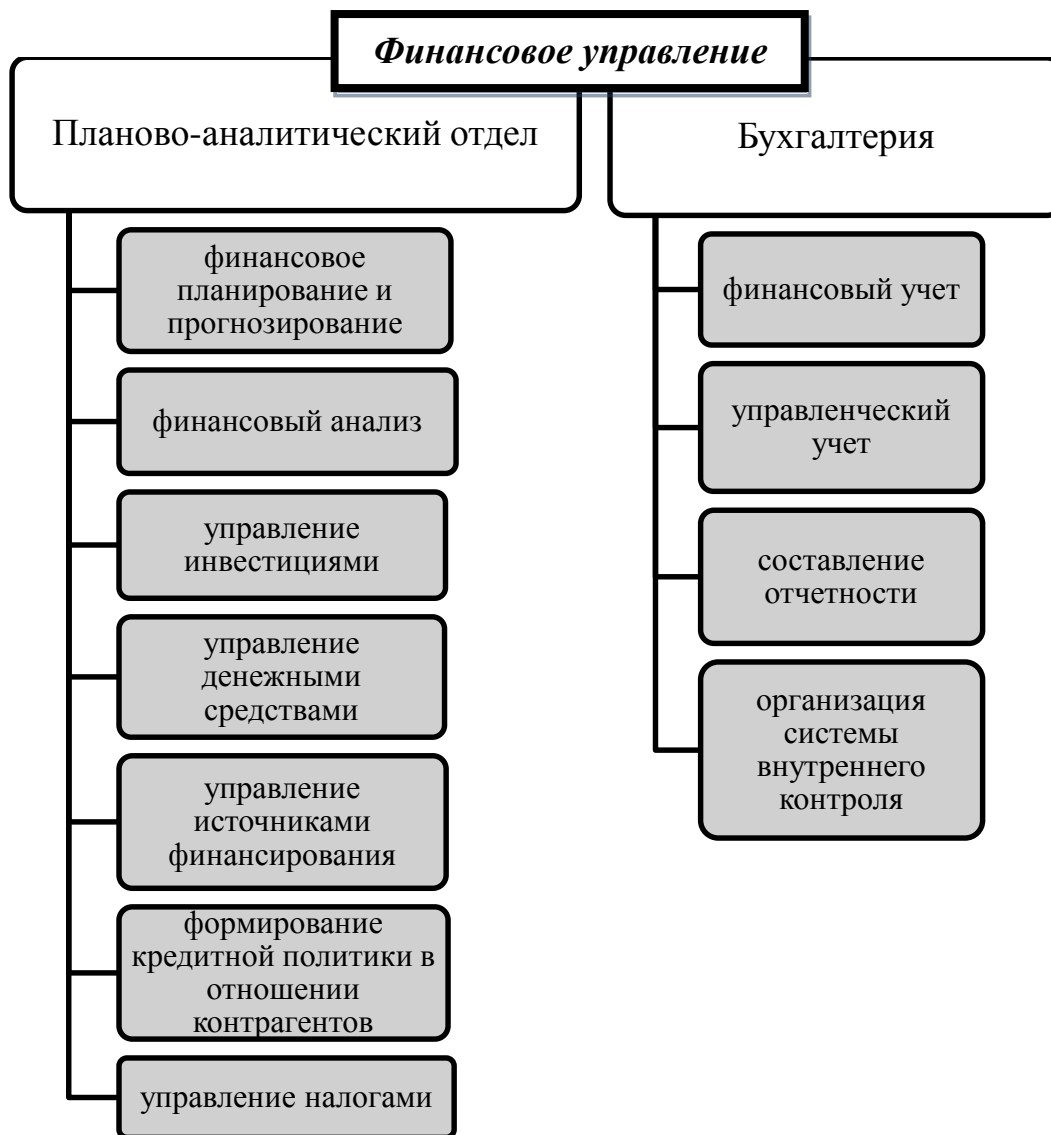 Финансовое управление
Планово-аналитический отдел
финансовое
планирование и
прогнозирование
финансовый анализ
управление
инвестициями
управление
денежными
средствами
управление
источниками
финансирования
формирование
кредитной политики в
отношении
контрагентов
управление налогами
Бухгалтерия
финансовый учет
управленческий
учет
составление
отчетности
организация
системы
внутреннего
контроля